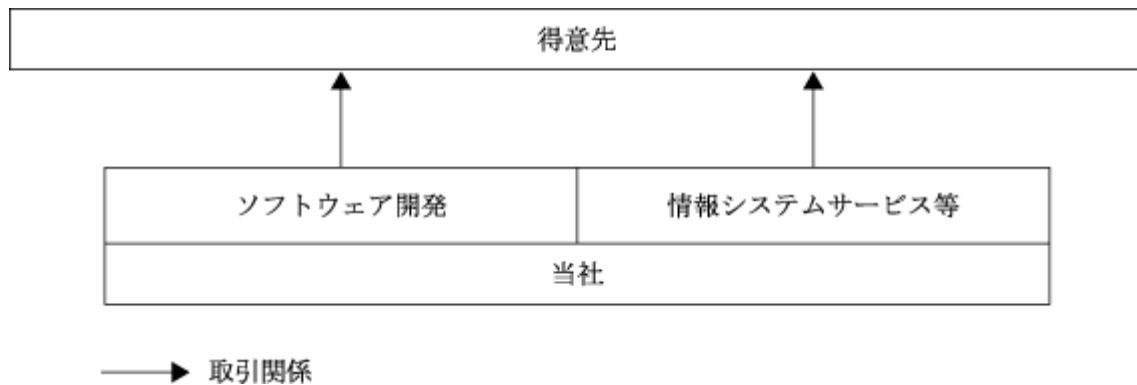 得意先
ソフトウェア開発
情報システムサービス等
当社
取引関係